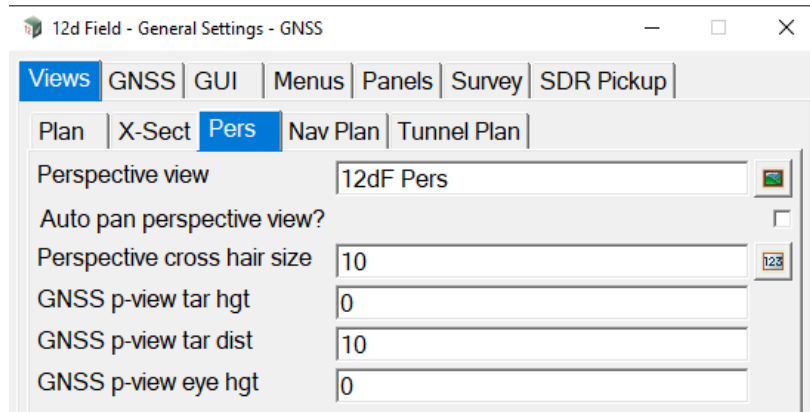 12d Field - General Settings - GNSS
Views GNSS GUI Menus Panels Survey SDR Pickup
Plan X-Sect Pers Nav Plan Tunnel Plan
Perspective view 12dF Pers
Auto pan perspective view?
Perspective cross hair size 10 123
GNSS p-view tar hgt 0
GNSS p-view tar dist 10
GNSS p-view eye hgt 0